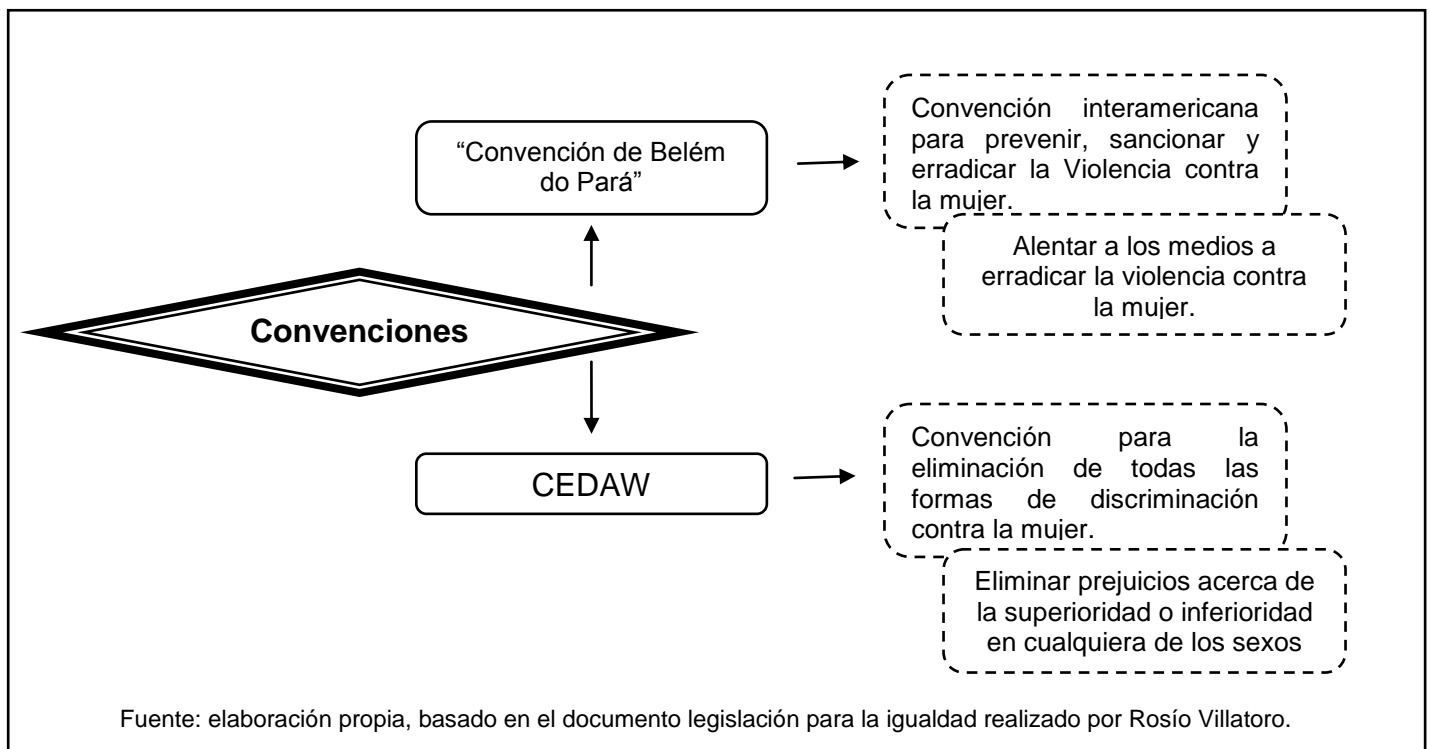 “Convención de Belém
do Pará”
Convención interamericana
para prevenir, sancionar y
erradicar la Violencia contra
la mujer.
Alentar a los medios a
erradicar la violencia contra
la mujer.
Convenciones
CEDAW
Convención para la
eliminación de todas las
formas de discriminación
contra la mujer.
Eliminar prejuicios acerca de
la superioridad o inferioridad
en cualquiera de los sexos
Fuente: elaboración propia, basado en el documento legislación para la igualdad realizado por Rosío Villatoro.